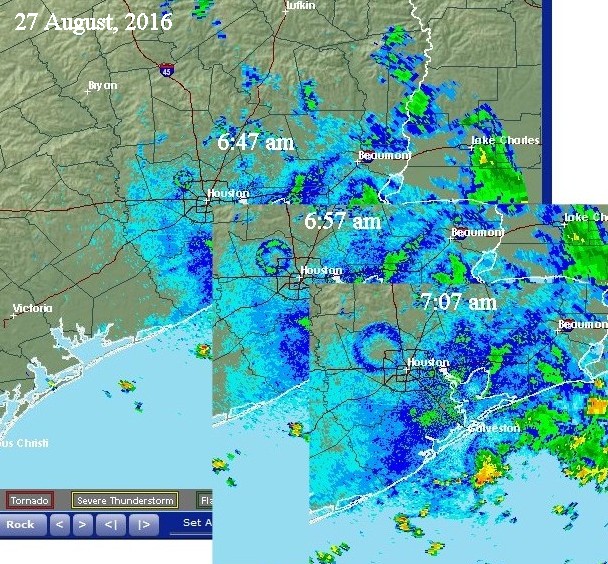 Lufkin
27 August, 2016
45
Bryan
6:47 am
Lake Charles
Beaumont
Houston
6:57 am
Lake Ch
Beaumont
Houston
7:07 am
Victoria
Beaumon
Houston
Galveston
us Christi
Tornado
Severe Thunderstorm
Fla
Rock
<
>
<|
|>
Set A